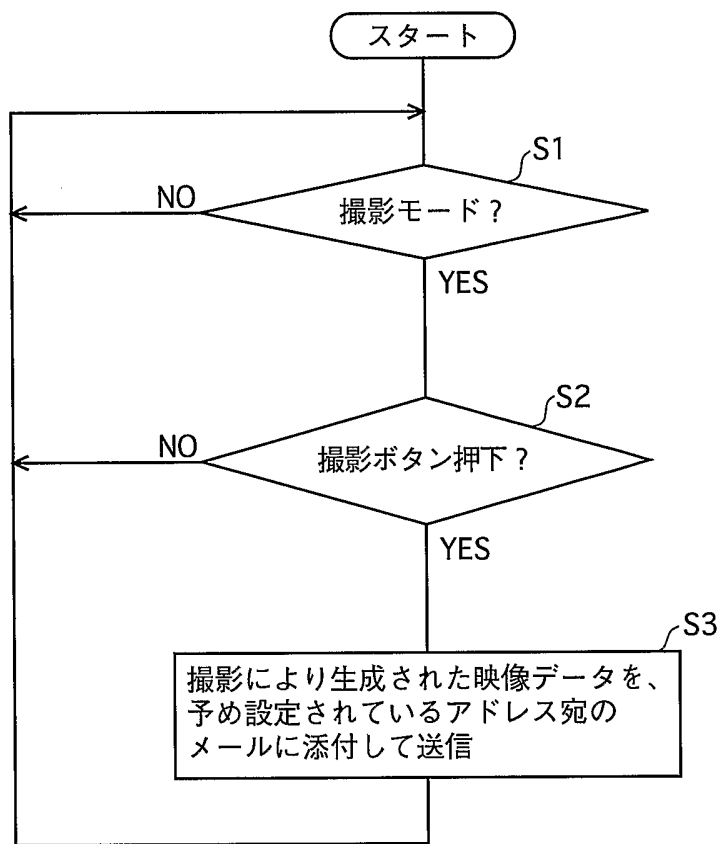 スタート
S1
撮影モード？
NO
YES
S2
撮影ボタン押下？
NO
YES
S3
撮影により生成された映像データを、
予め設定されているアドレス宛の
メールに添付して送信